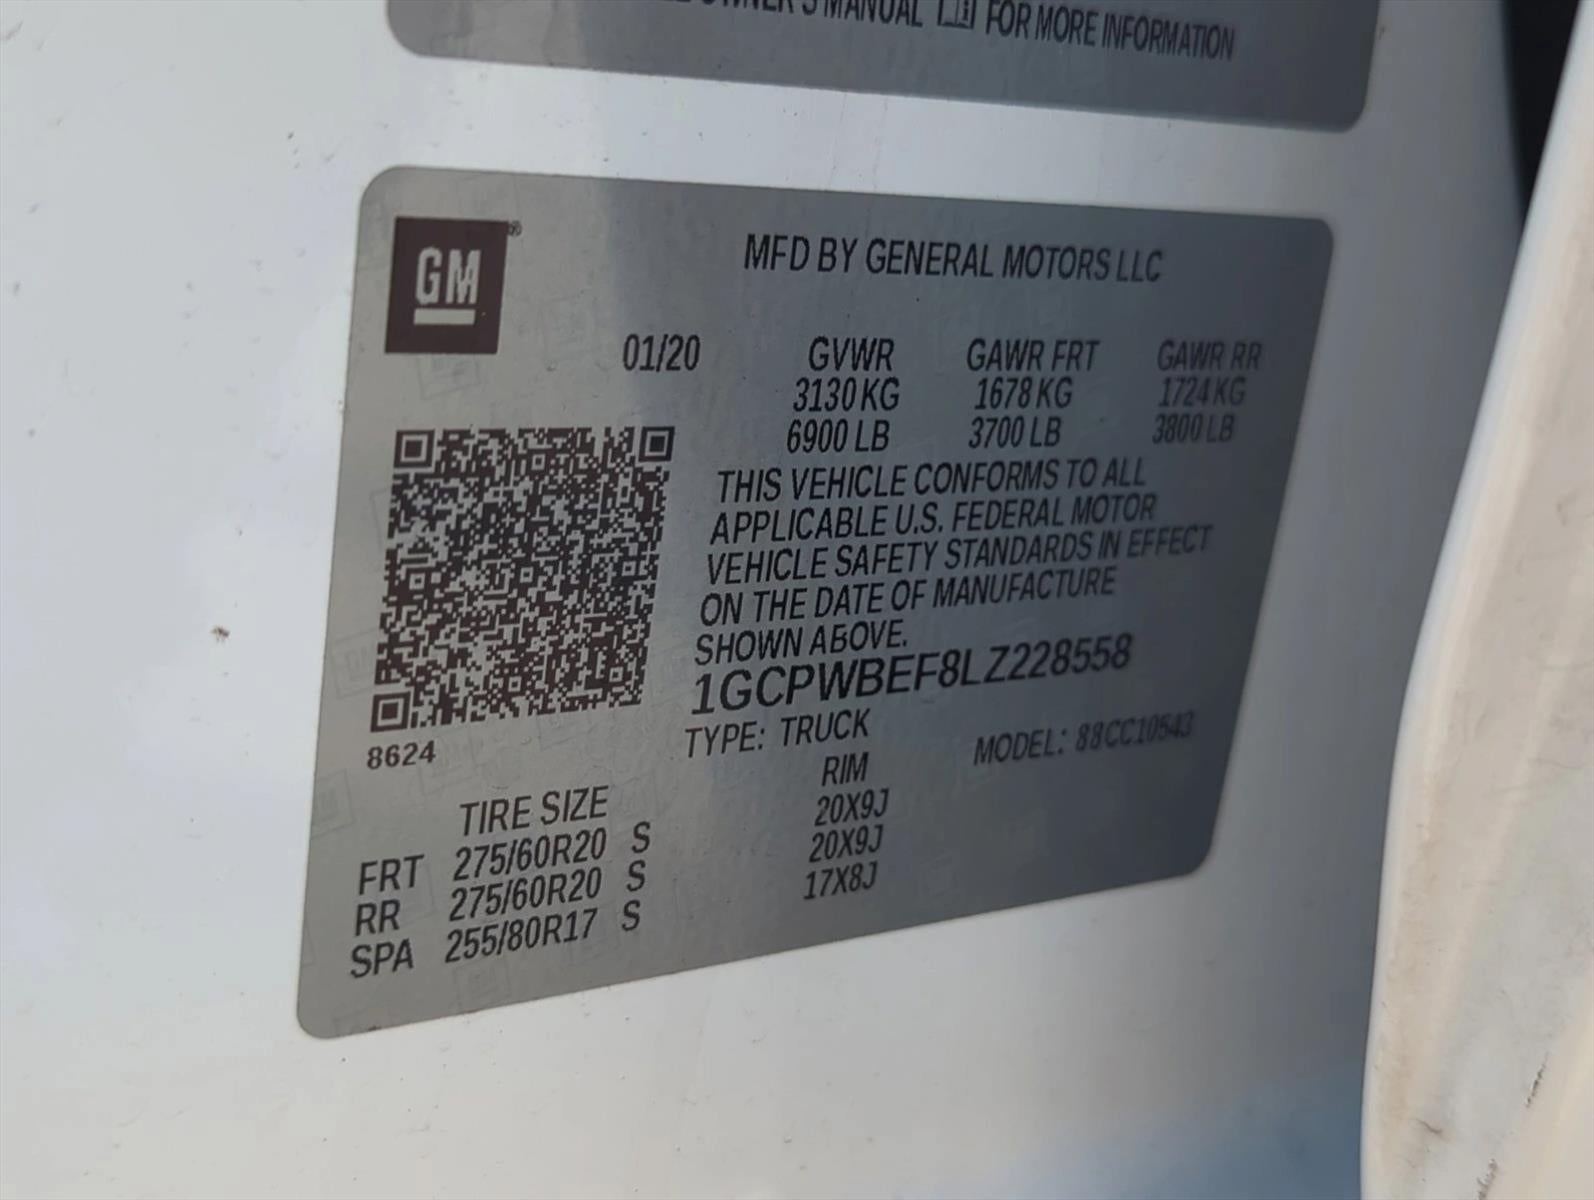 OWNER'S MANUAL FOR MORE INFORMATION
GM®
MFD BY GENERAL MOTORS LLC
01/20 GVWR GAWR FRT GAWR RR
3130 KG 1678 KG 1724 KG
6900 LB 3700 LB 3800 LB
THIS VEHICLE CONFORMS TO ALL
APPLICABLE U.S. FEDERAL MOTOR
VEHICLE SAFETY STANDARDS IN EFFECT
ON THE DATE OF MANUFACTURE
SHOWN ABOVE.
1GCPWBEF8LZ228558
TYPE: TRUCK MODEL: 88CC10543
8624
TIRE SIZE RIM
FRT 275/60R20 S 20X9J
RR 275/60R20 S 20X9J
SPA 255/80R17 S 17X8J